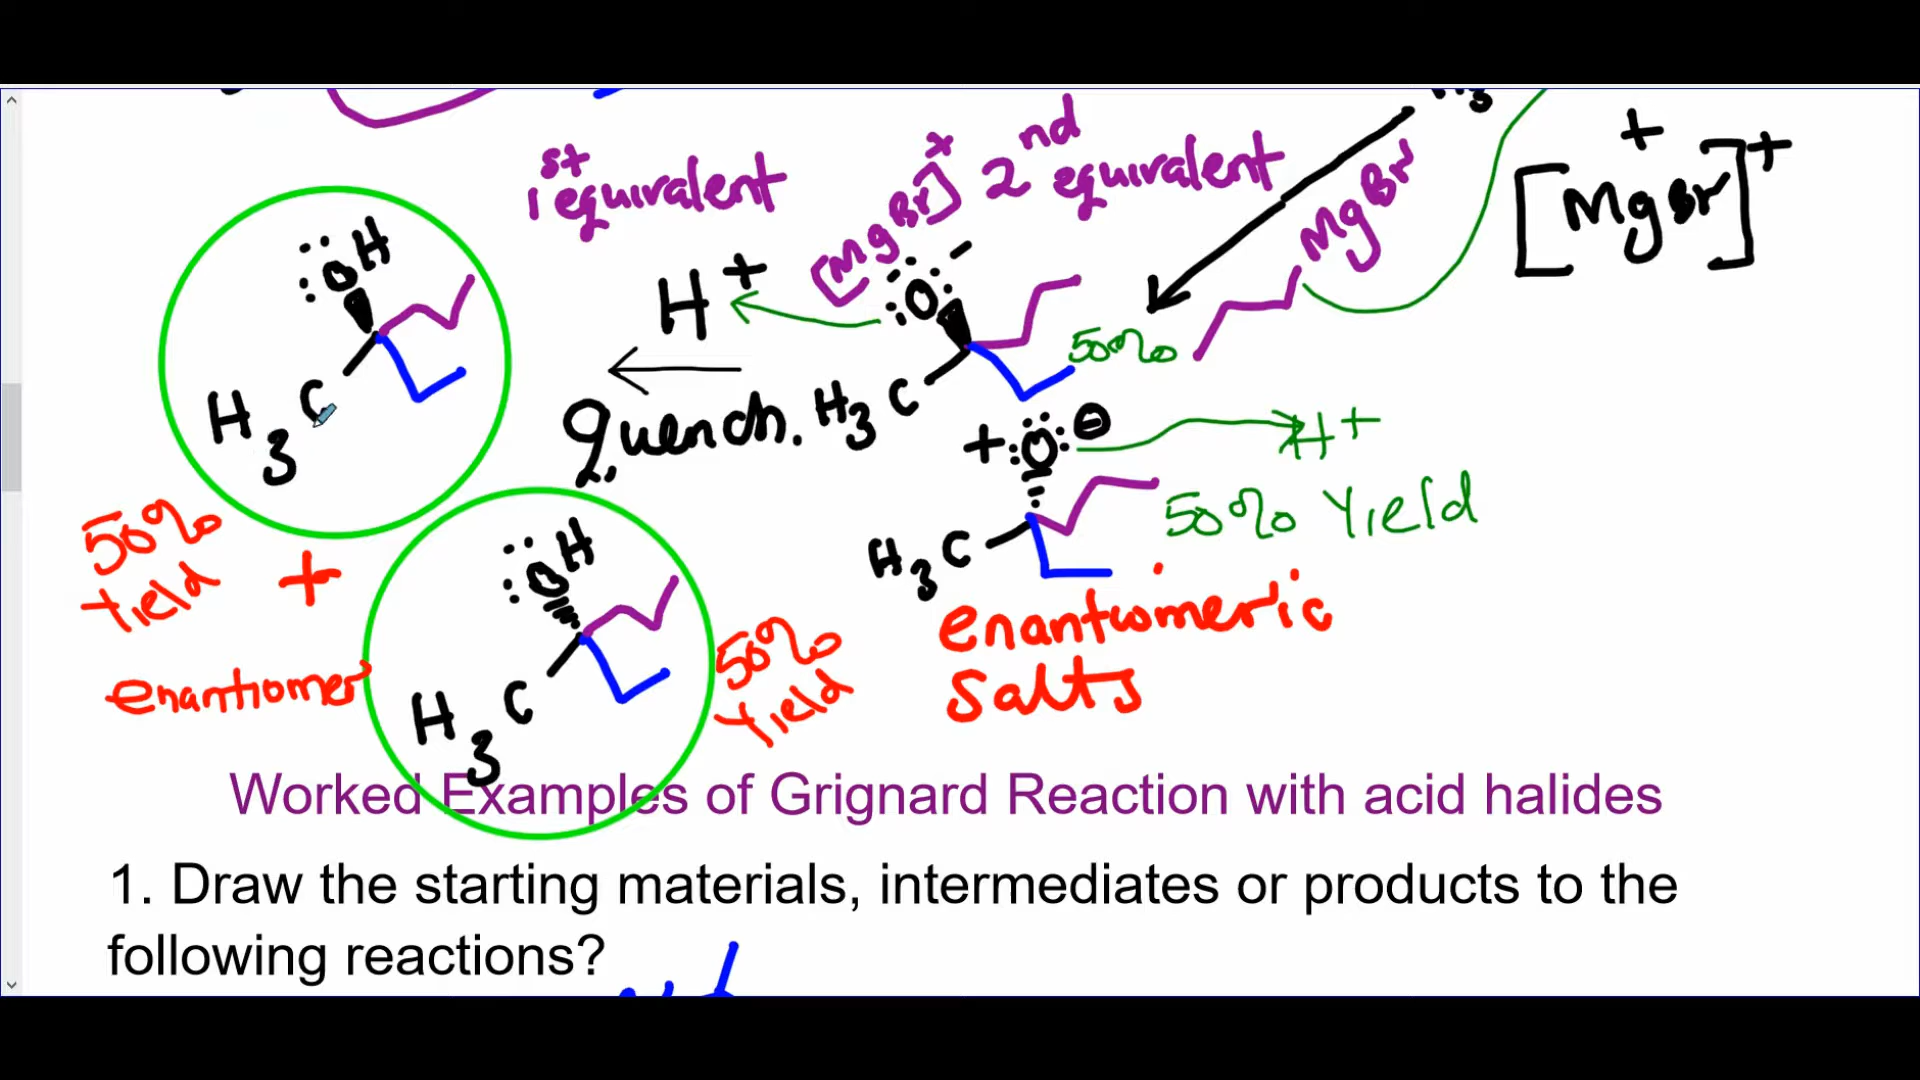 +
[MgBr]+
1st equivalent
2nd equivalent
[MgBr]+
MgBr
OH
H3C
H+
Quench.
O-
H3C
50%
+
O⊖
H+
H3C
50% Yield
50% Yield
+
enantiomer
OH
H3C
50% Yield
enantiomeric
Salts
Worked Examples of Grignard Reaction with acid halides
1. Draw the starting materials, intermediates or products to the
following reactions?